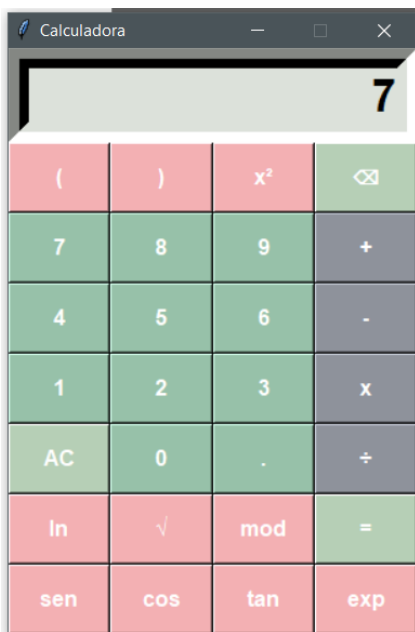 Calculadora
7
( ) x² ⌫
7 8 9 +
4 5 6 -
1 2 3 x
AC 0 . ÷
ln √ mod =
sen cos tan exp